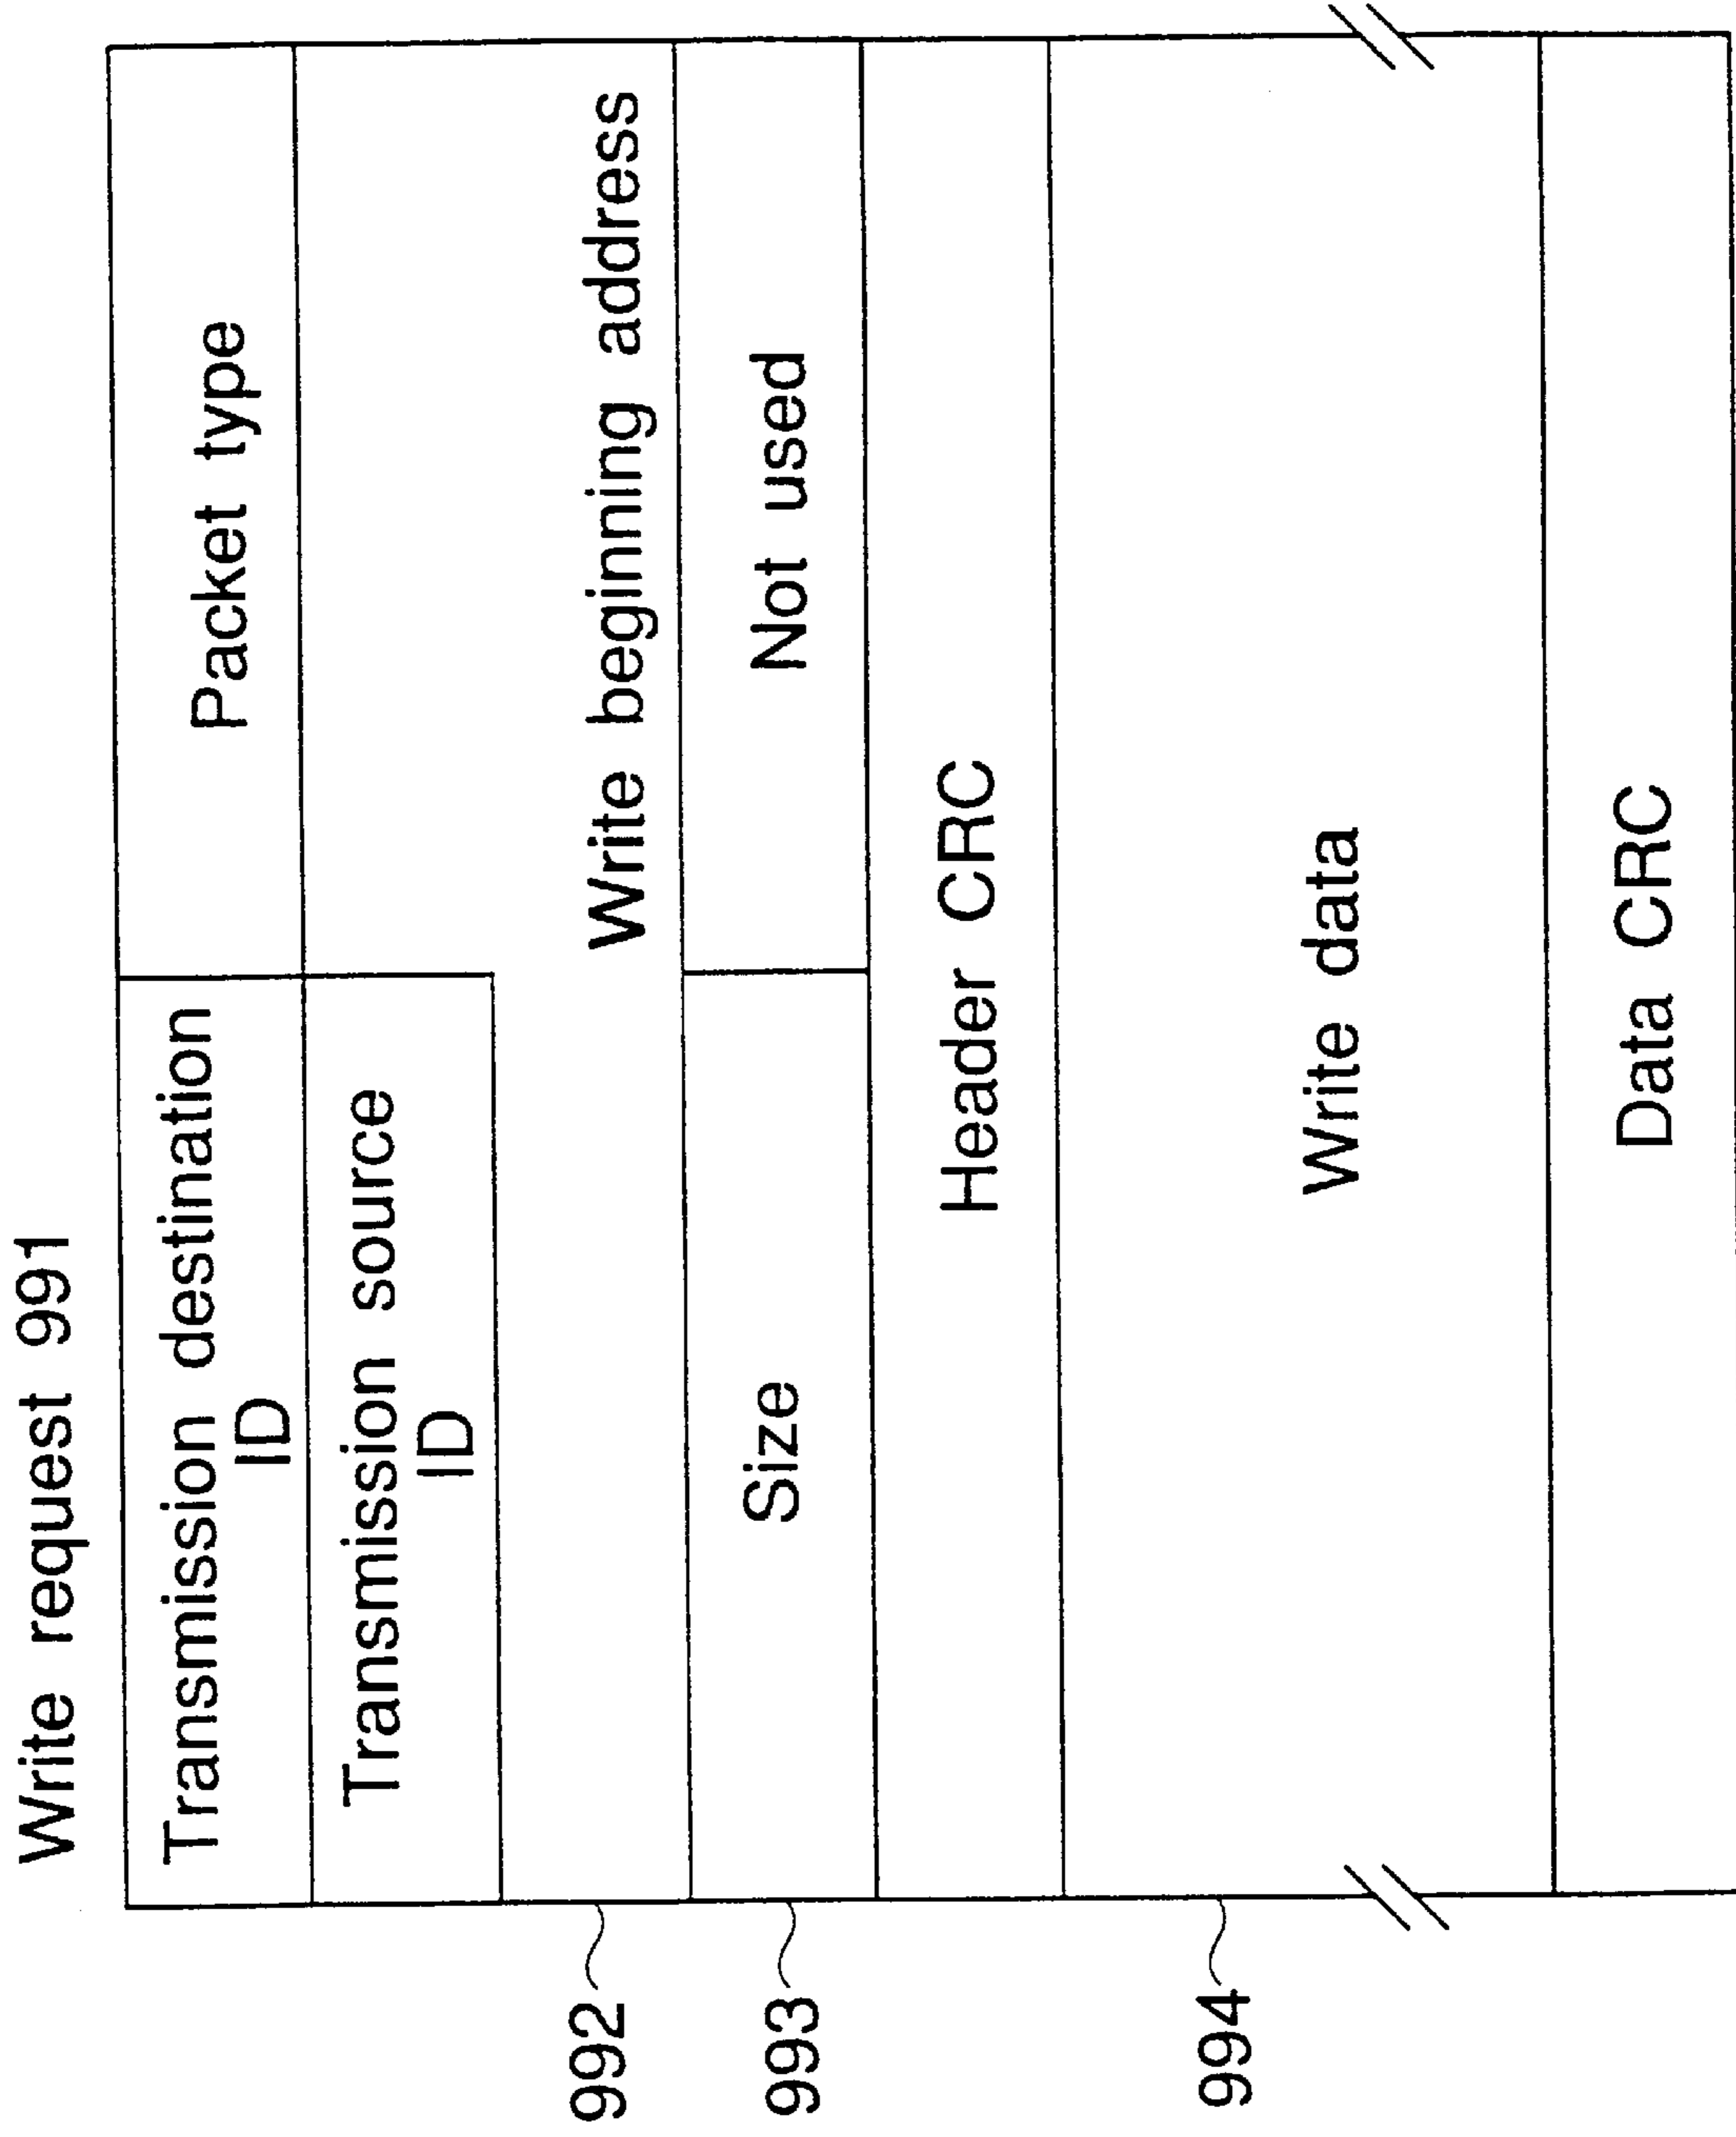 Write request 991
Transmission destination
ID
Packet type
Transmission source
ID
992
Write beginning address
993
Size
Not used
Header CRC
994
Write data
Data CRC